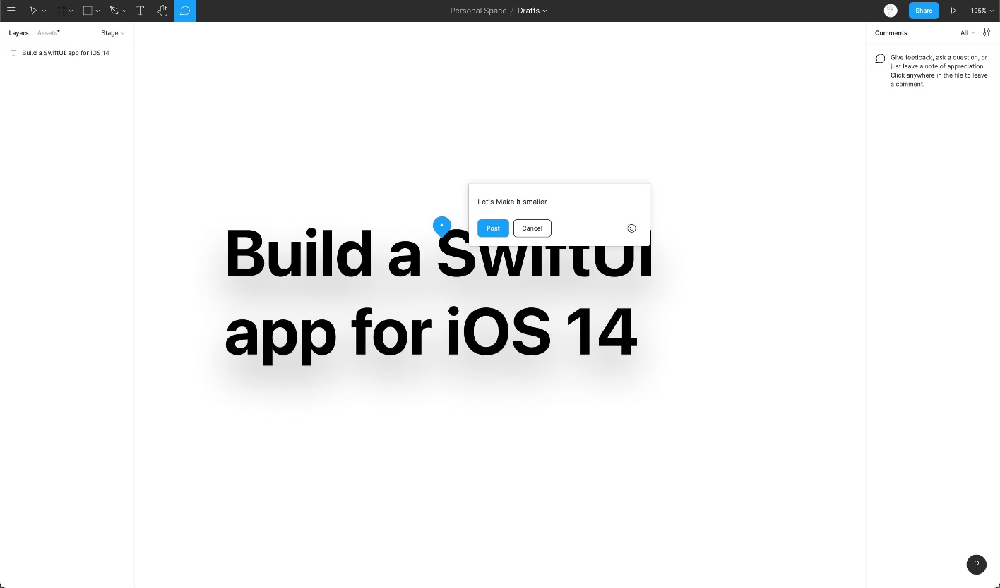 Personal Space / Drafts
Share
195%
Layers
Assets
Stage
Comments
All
Build a SwiftUI app for iOS 14
Give feedback, ask a question, or
just leave a note of appreciation.
Click anywhere in the file to leave
a comment.
Let's Make it smaller
Post
Cancel
Build a SwiftUI
app for iOS 14
?